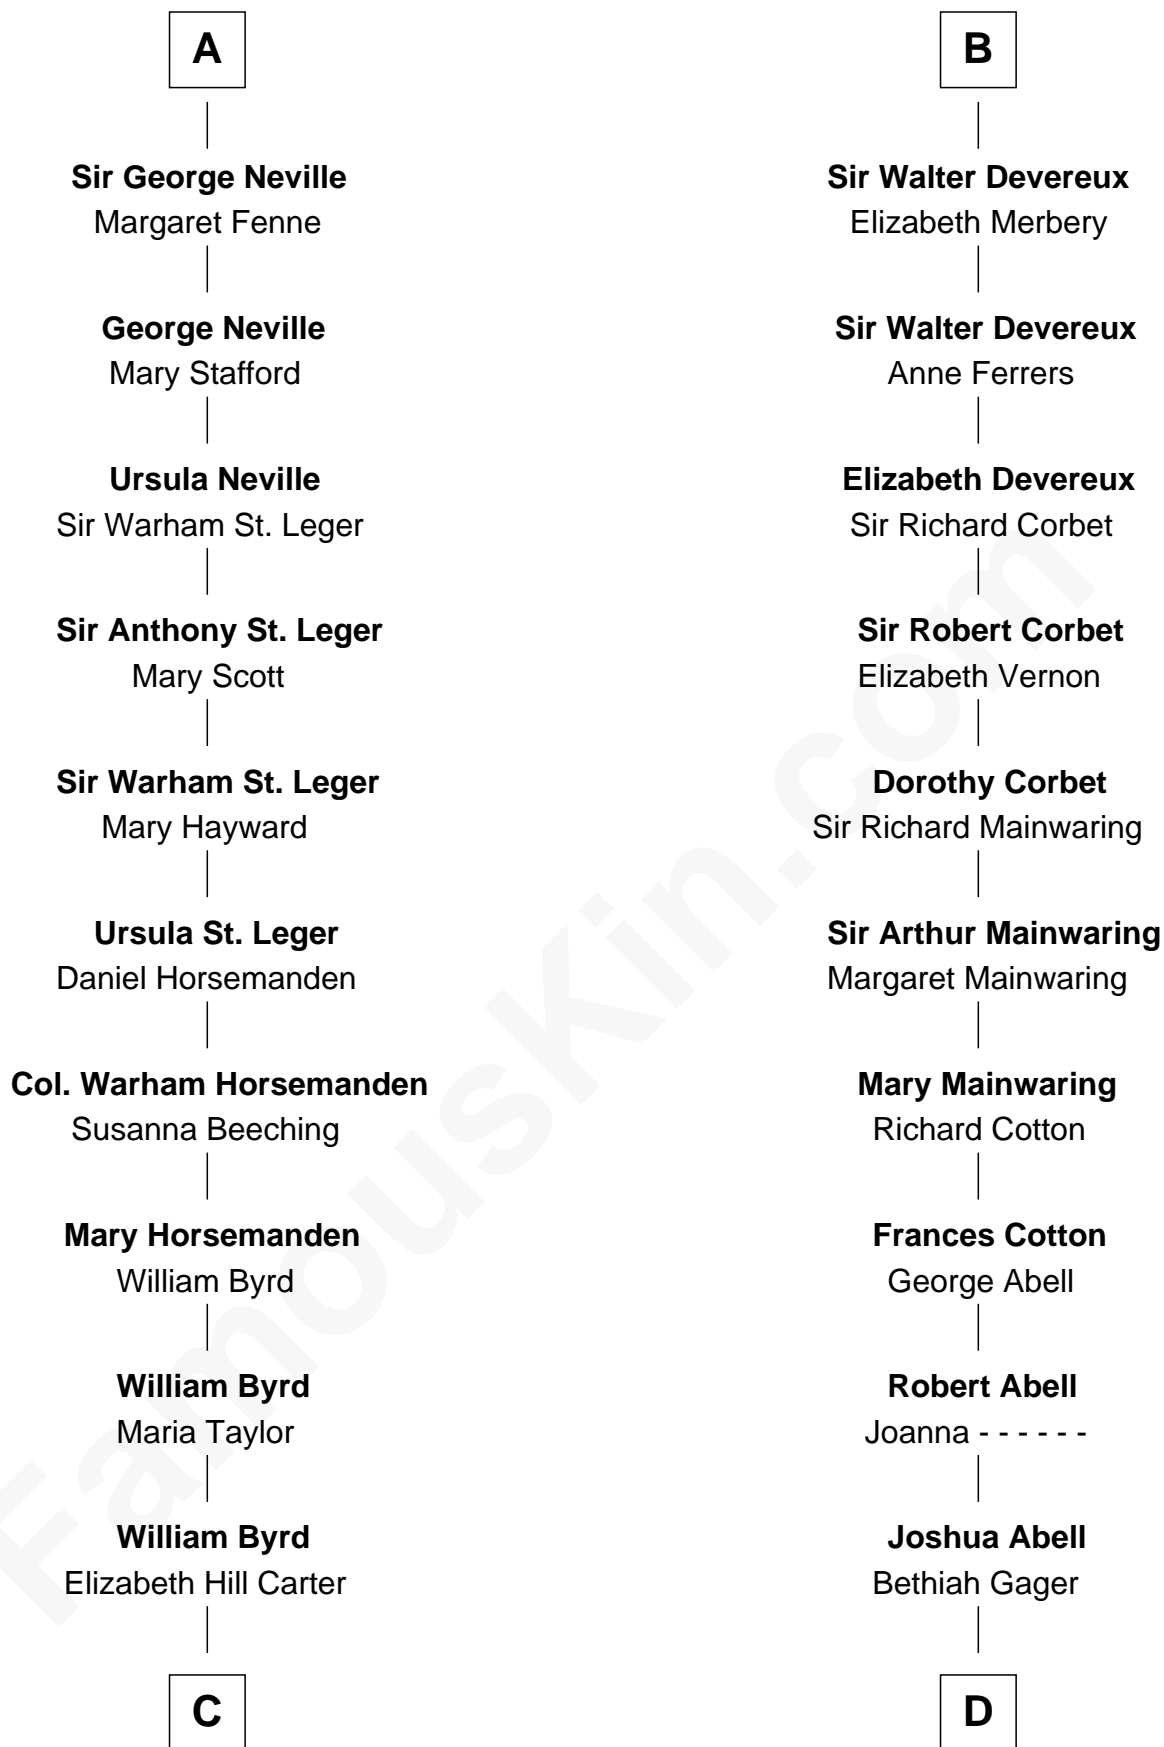 A
Sir George Neville
Margaret Fenne
George Neville
Mary Stafford
Ursula Neville
Sir Warham St. Leger
Sir Anthony St. Leger
Mary Scott
Sir Warham St. Leger
Mary Hayward
Ursula St. Leger
Daniel Horsemanden
Col. Warham Horsemanden
Susanna Beeching
Mary Horsemanden
William Byrd
William Byrd
Maria Taylor
William Byrd
Elizabeth Hill Carter
C
B
Sir Walter Devereux
Elizabeth Merbery
Sir Walter Devereux
Anne Ferrers
Elizabeth Devereux
Sir Richard Corbet
Sir Robert Corbet
Elizabeth Vernon
Dorothy Corbet
Sir Richard Mainwaring
Sir Arthur Mainwaring
Margaret Mainwaring
Mary Mainwaring
Richard Cotton
Frances Cotton
George Abell
Robert Abell
Joanna - - - - - -
Joshua Abell
Bethiah Gager
D
FamousKin.com